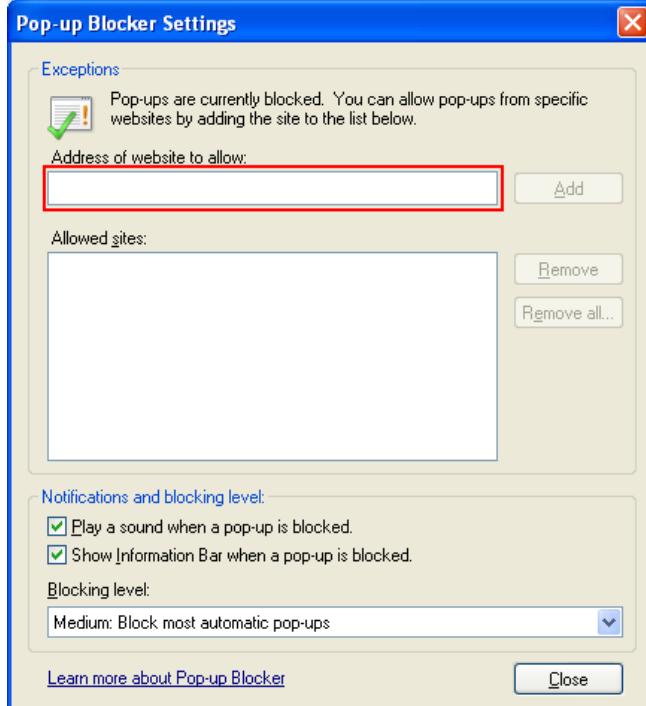 Pop-up Blocker Settings
Exceptions
Pop-ups are currently blocked. You can allow pop-ups from specific
websites by adding the site to the list below.
Address of website to allow:
Add
Allowed sites:
Remove
Remove all...
Notifications and blocking level:
Play a sound when a pop-up is blocked.
Show Information Bar when a pop-up is blocked.
Blocking level:
Medium: Block most automatic pop-ups
Learn more about Pop-up Blocker
Close